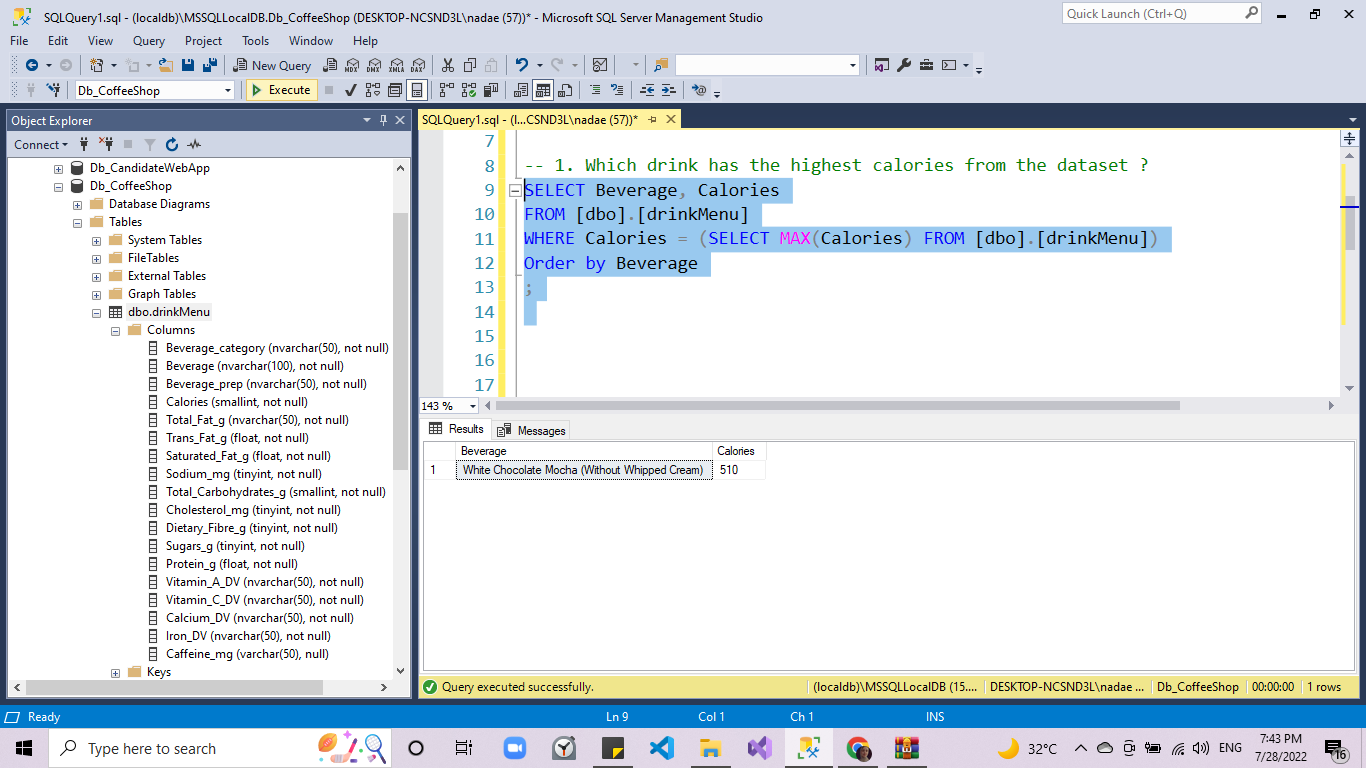 SQLQuery1.sql - (localdb)\MSSQLLocalDB.Db_CoffeeShop (DESKTOP-NCSND3L\nadae (57))* - Microsoft SQL Server Management Studio
Quick Launch (Ctrl+Q)
File Edit View Query Project Tools Window Help
New Query MDX DMX XMLA DAX
Db_CoffeeShop Execute
Object Explorer
Connect
Db_CandidateWebApp
Db_CoffeeShop
Database Diagrams
Tables
System Tables
FileTables
External Tables
Graph Tables
dbo.drinkMenu
Columns
Beverage_category (nvarchar(50), not null)
Beverage (nvarchar(100), not null)
Beverage_prep (nvarchar(50), not null)
Calories (smallint, not null)
Total_Fat_g (nvarchar(50), not null)
Trans_Fat_g (float, not null)
Saturated_Fat_g (float, not null)
Sodium_mg (tinyint, not null)
Total_Carbohydrates_g (smallint, not null)
Cholesterol_mg (tinyint, not null)
Dietary_Fibre_g (tinyint, not null)
Sugars_g (tinyint, not null)
Protein_g (float, not null)
Vitamin_A_DV (nvarchar(50), not null)
Vitamin_C_DV (nvarchar(50), not null)
Calcium_DV (nvarchar(50), not null)
Iron_DV (nvarchar(50), not null)
Caffeine_mg (varchar(50), null)
Keys
SQLQuery1.sql - (l...CSND3L\nadae (57))*
7
8 -- 1. Which drink has the highest calories from the dataset ?
9 SELECT Beverage, Calories
10 FROM [dbo].[drinkMenu]
11 WHERE Calories = (SELECT MAX(Calories) FROM [dbo].[drinkMenu])
12 Order by Beverage
13 ;
14
15
16
17
143 %
Results Messages
Beverage Calories
1 White Chocolate Mocha (Without Whipped Cream) 510
Query executed successfully. (localdb)\MSSQLLocalDB (15.... DESKTOP-NCSND3L\nadae ... Db_CoffeeShop 00:00:00 1 rows
Ready Ln 9 Col 1 Ch 1 INS
Type here to search
32°C ENG
7:43 PM
7/28/2022
16